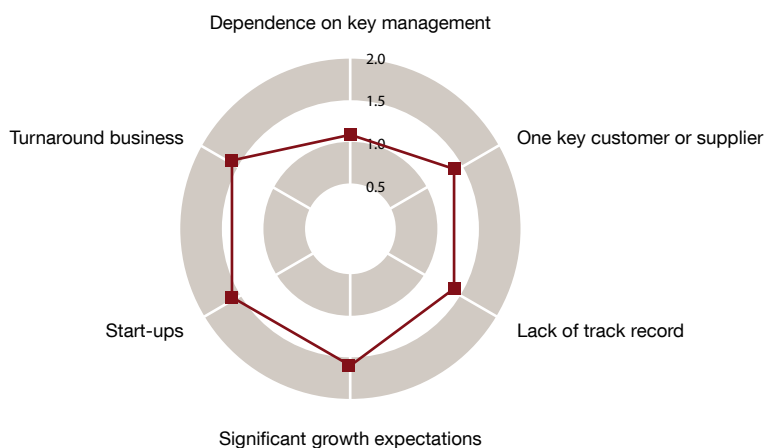 Dependence on key management
2.0
1.5
Turnaround business
One key customer or supplier
1.0
0.5
Start-ups
Lack of track record
Significant growth expectations